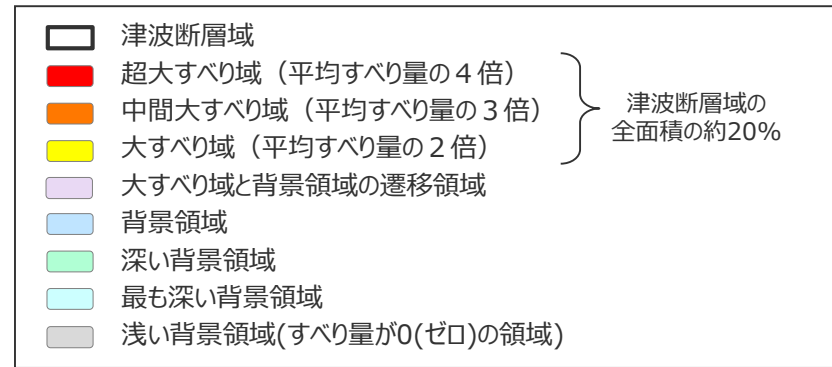 津波断層域
超大すべり域（平均すべり量の４倍）
中間大すべり域（平均すべり量の３倍）
大すべり域（平均すべり量の２倍）
津波断層域の
全面積の約20%
大すべり域と背景領域の遷移領域
背景領域
深い背景領域
最も深い背景領域
浅い背景領域(すべり量が0(ゼロ)の領域)